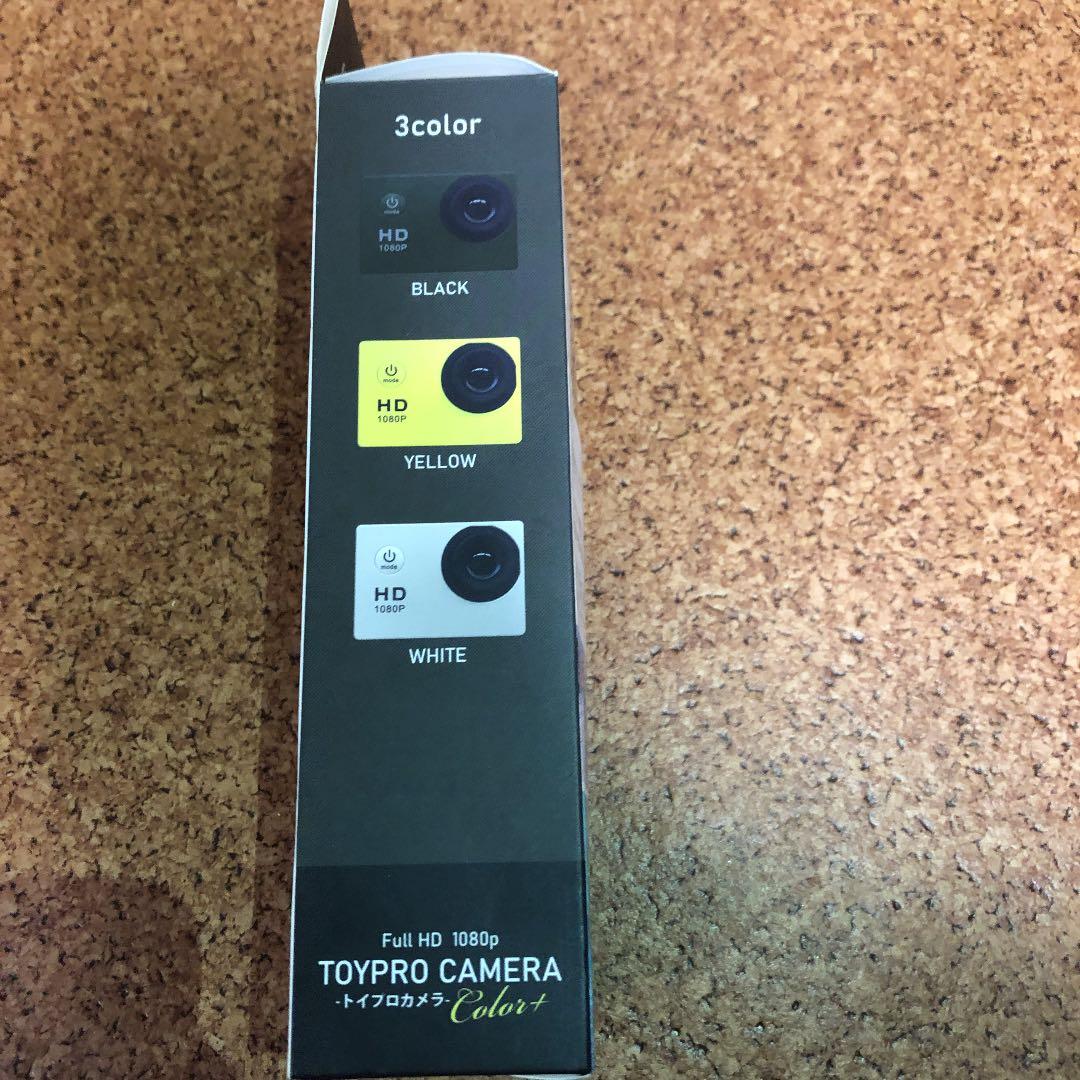 3color
mode
HD
1080P
BLACK
mode
HD
1080P
YELLOW
mode
HD
1080P
WHITE
Full HD 1080p
TOYPRO CAMERA
-トイプロカメラ- Color+